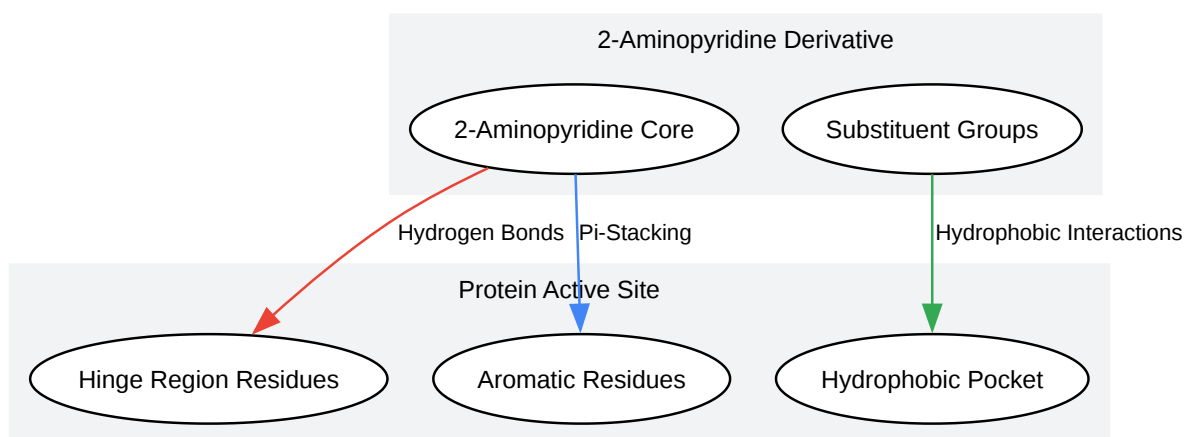 2-Aminopyridine Derivative
2-Aminopyridine Core
Substituent Groups
Hydrogen Bonds
Pi-Stacking
Hydrophobic Interactions
Protein Active Site
Hinge Region Residues
Aromatic Residues
Hydrophobic Pocket